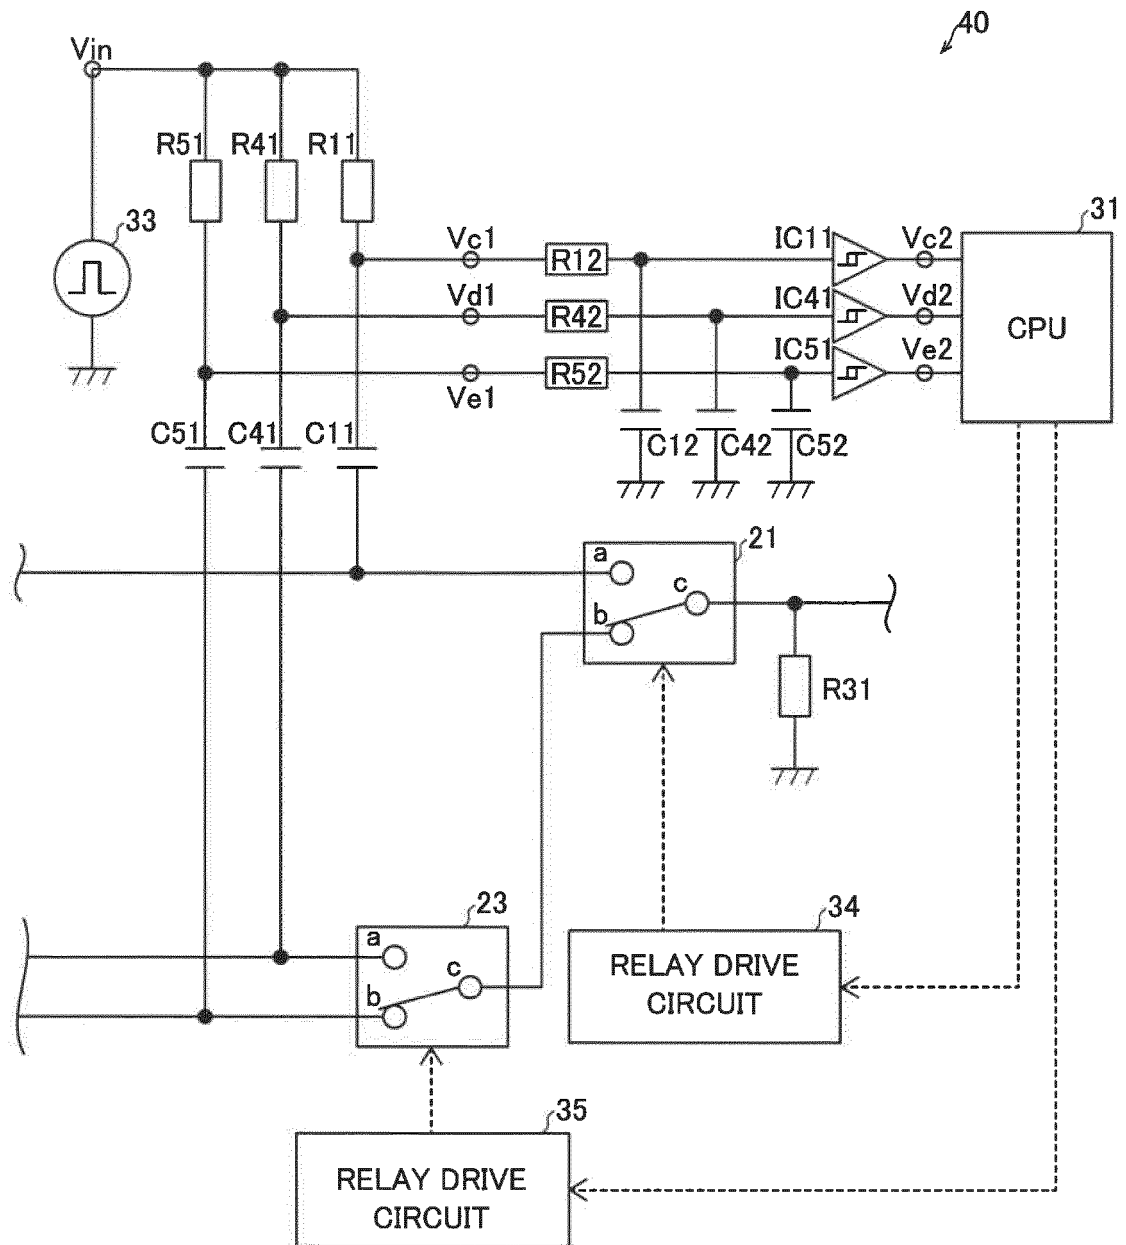 40
Vin
R51 R41 R11
33
31
Vc1 R12 IC11 Vc2
Vd1 R42 IC41 Vd2
CPU
Ve1 R52 IC51 Ve2
C51 C41 C11
C12 C42 C52
21
a
c
b
R31
23
a
c
b
34
RELAY DRIVE
CIRCUIT
35
RELAY DRIVE
CIRCUIT